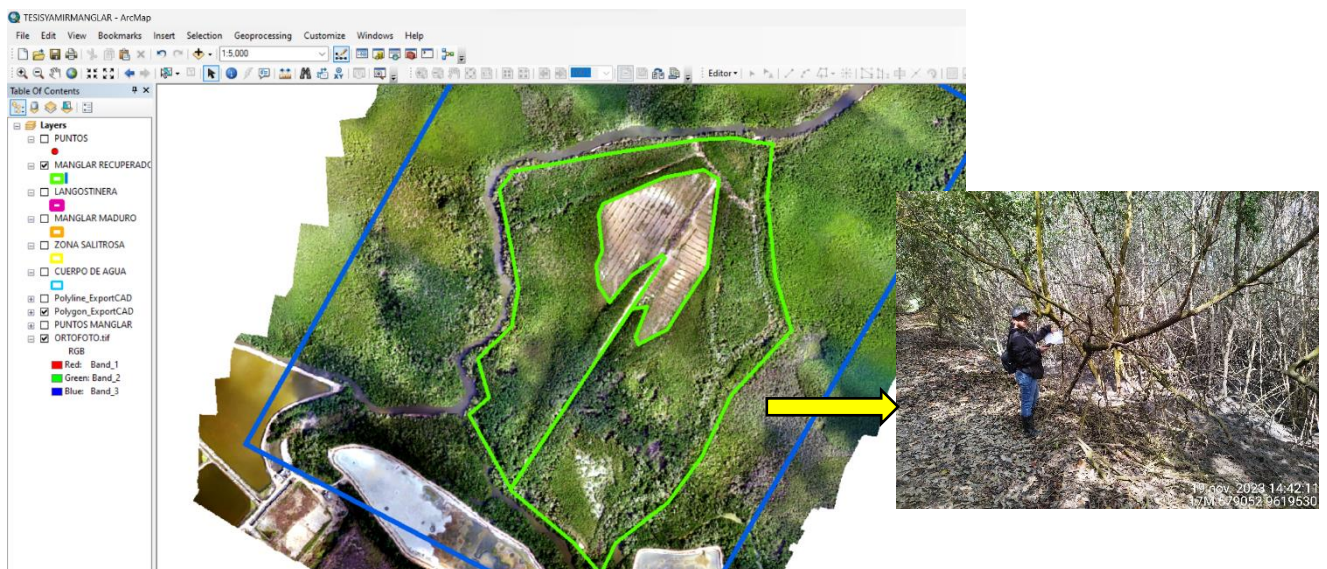 TESISYAMIRMANGLAR - ArcMap
File Edit View Bookmarks Insert Selection Geoprocessing Customize Windows Help
1:5,000
Editor
Table Of Contents
Layers
PUNTOS
MANGLAR RECUPERADO
LANGOSTINERA
MANGLAR MADURO
ZONA SALITROSA
CUERPO DE AGUA
Polyline_ExportCAD
Polygon_ExportCAD
PUNTOS MANGLAR
ORTOFOTO.tif
RGB
Red: Band_1
Green: Band_2
Blue: Band_3
19 nov. 2023 14:42:11
17M 579052 9619530